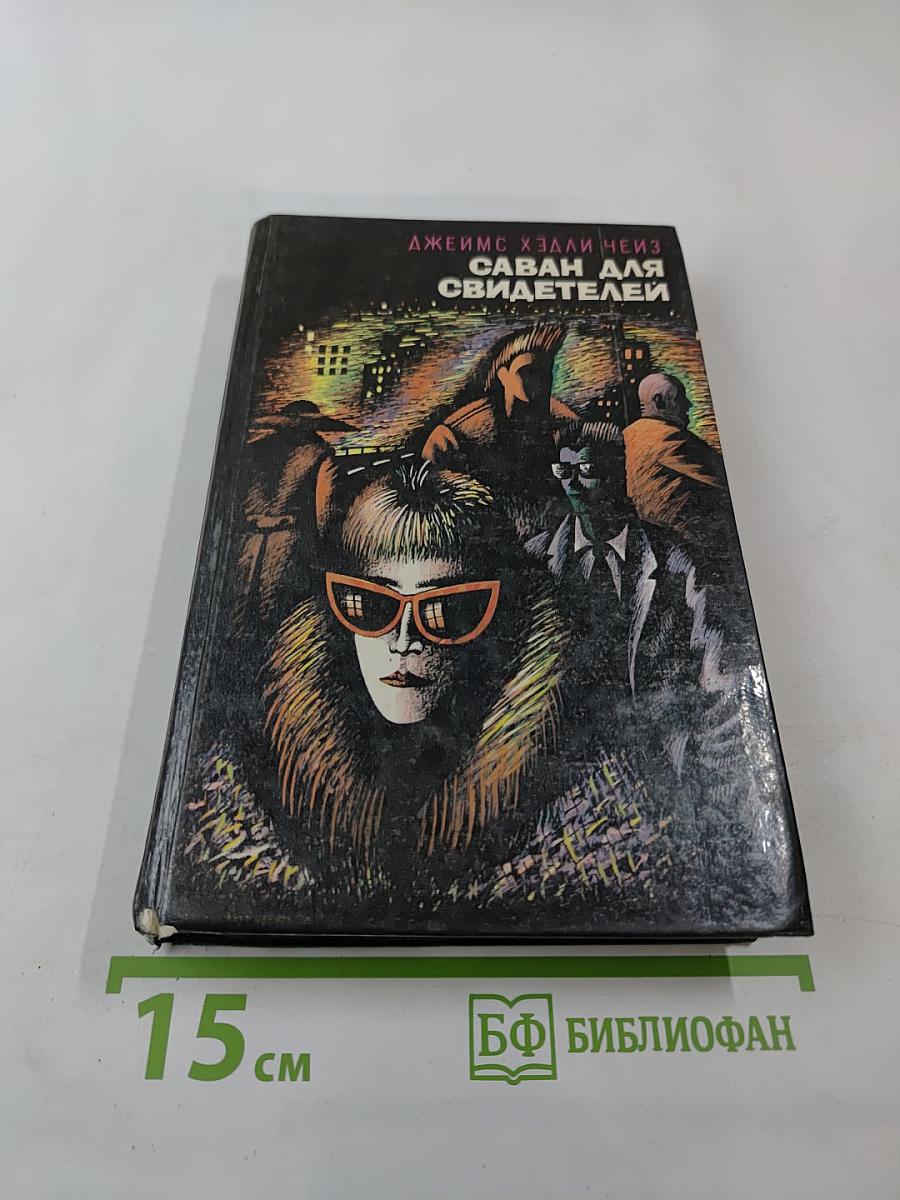 ДЖЕЙМС ХЭДЛИ ЧЕЙЗ
САВАН ДЛЯ
СВИДЕТЕЛЕЙ
15 см
БФ БИБЛИОФАН